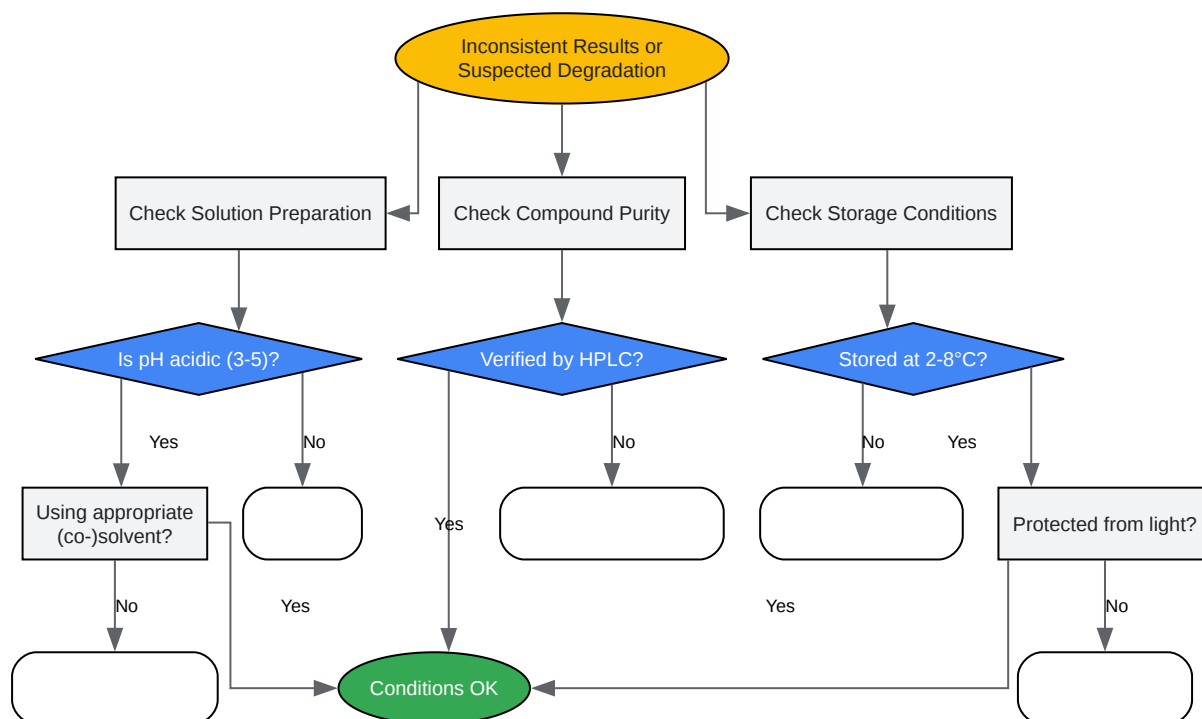 Inconsistent Results or
Suspected Degradation
Check Solution Preparation
Check Compound Purity
Check Storage Conditions
Is pH acidic (3-5)?
Verified by HPLC?
Stored at 2-8°C?
Yes
No
No
No
Yes
Using appropriate
(co-)solvent?
Yes
Protected from light?
No
Yes
Yes
No
Conditions OK